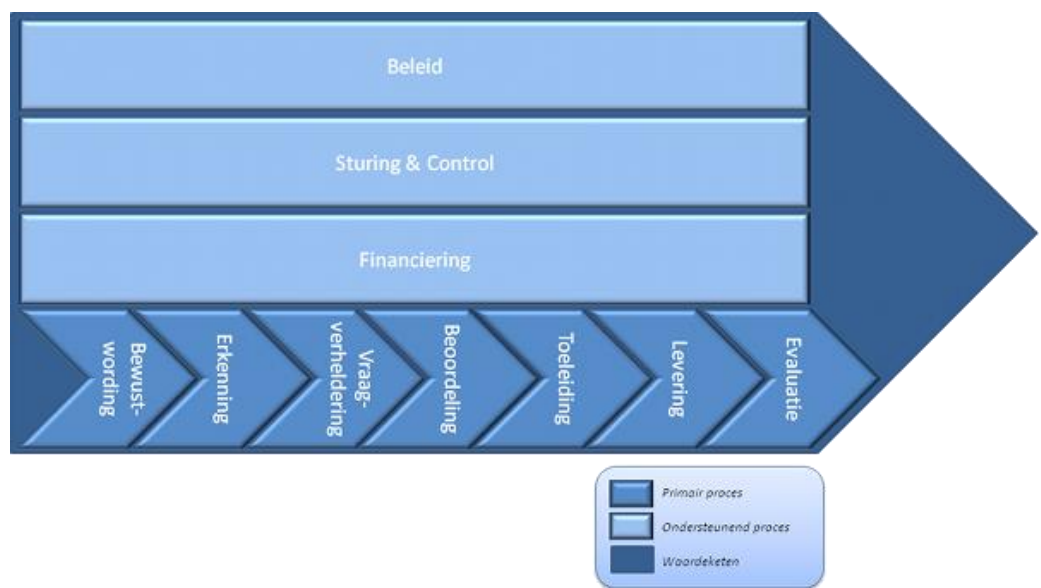 Beleid
Sturing & Control
Financiering
Bewust-
wording
Erkenning
Vraag-
verheldering
Beoordeling
Toeleiding
Levering
Evaluatie
Primair proces
Ondersteunend proces
Waardeketen